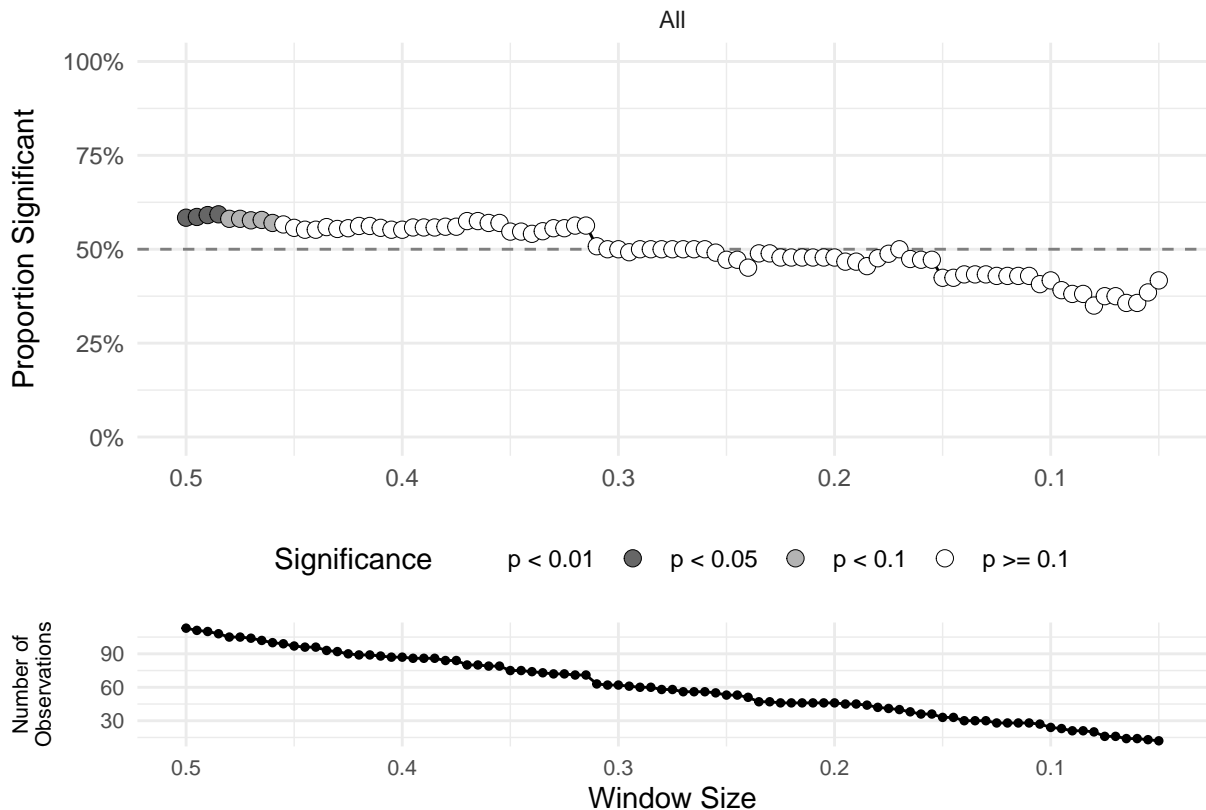 All
100%
75%
50%
25%
0%
Proportion Significant
0.5 0.4 0.3 0.2 0.1
Significance p < 0.01 p < 0.05 p < 0.1 p >= 0.1
90
60
30
Number of
Observations
0.5 0.4 0.3 0.2 0.1
Window Size